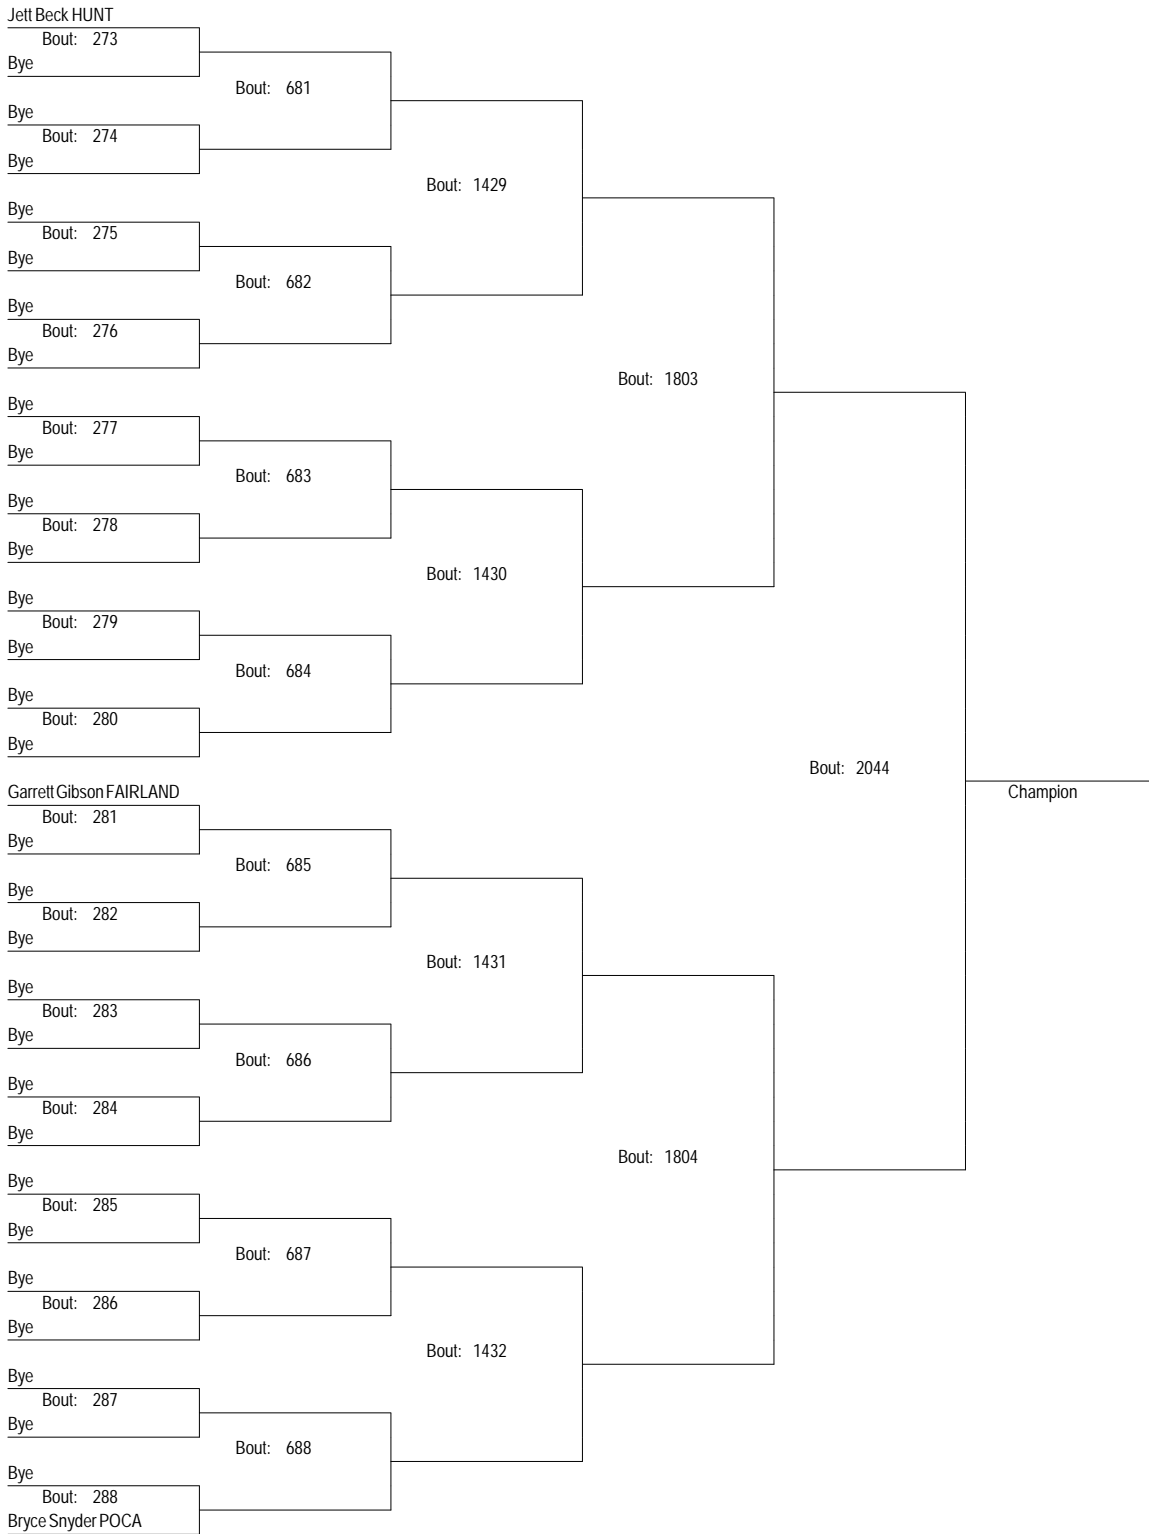 Jett Beck HUNT
Bout: 273
Bye
Bout: 681
Bye
Bout: 274
Bye
Bout: 1429
Bye
Bout: 275
Bye
Bout: 682
Bye
Bout: 276
Bye
Bout: 1803
Bye
Bout: 277
Bye
Bout: 683
Bye
Bout: 278
Bye
Bout: 1430
Bye
Bout: 279
Bye
Bout: 684
Bye
Bout: 280
Bye
Bout: 2044
Champion
Garrett Gibson FAIRLAND
Bout: 281
Bye
Bout: 685
Bye
Bout: 282
Bye
Bout: 1431
Bye
Bout: 283
Bye
Bout: 686
Bye
Bout: 284
Bye
Bout: 1804
Bye
Bout: 285
Bye
Bout: 687
Bye
Bout: 286
Bye
Bout: 1432
Bye
Bout: 287
Bye
Bout: 688
Bye
Bout: 288
Bryce Snyder POCA